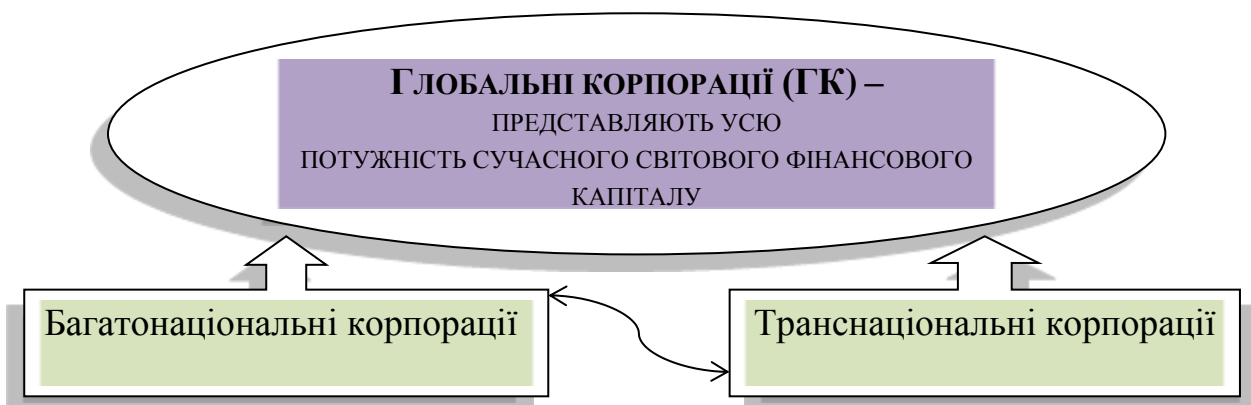 ГЛОБАЛЬНІ КОРПОРАЦІЇ (ГК) –
ПРЕДСТАВЛЯЮТЬ УСЮ
ПОТУЖНІСТЬ СУЧАСНОГО СВІТОВОГО ФІНАНСОВОГО
КАПІТАЛУ
Багатонаціональні корпорації
Транснаціональні корпорації